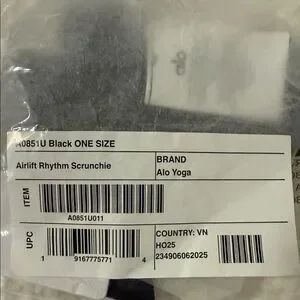 A0851U Black ONE SIZE
Airlift Rhythm Scrunchie
BRAND
Alo Yoga
ITEM
A0851U011
UPC
1 9167775771 4
COUNTRY: VN
HO25
234906062025